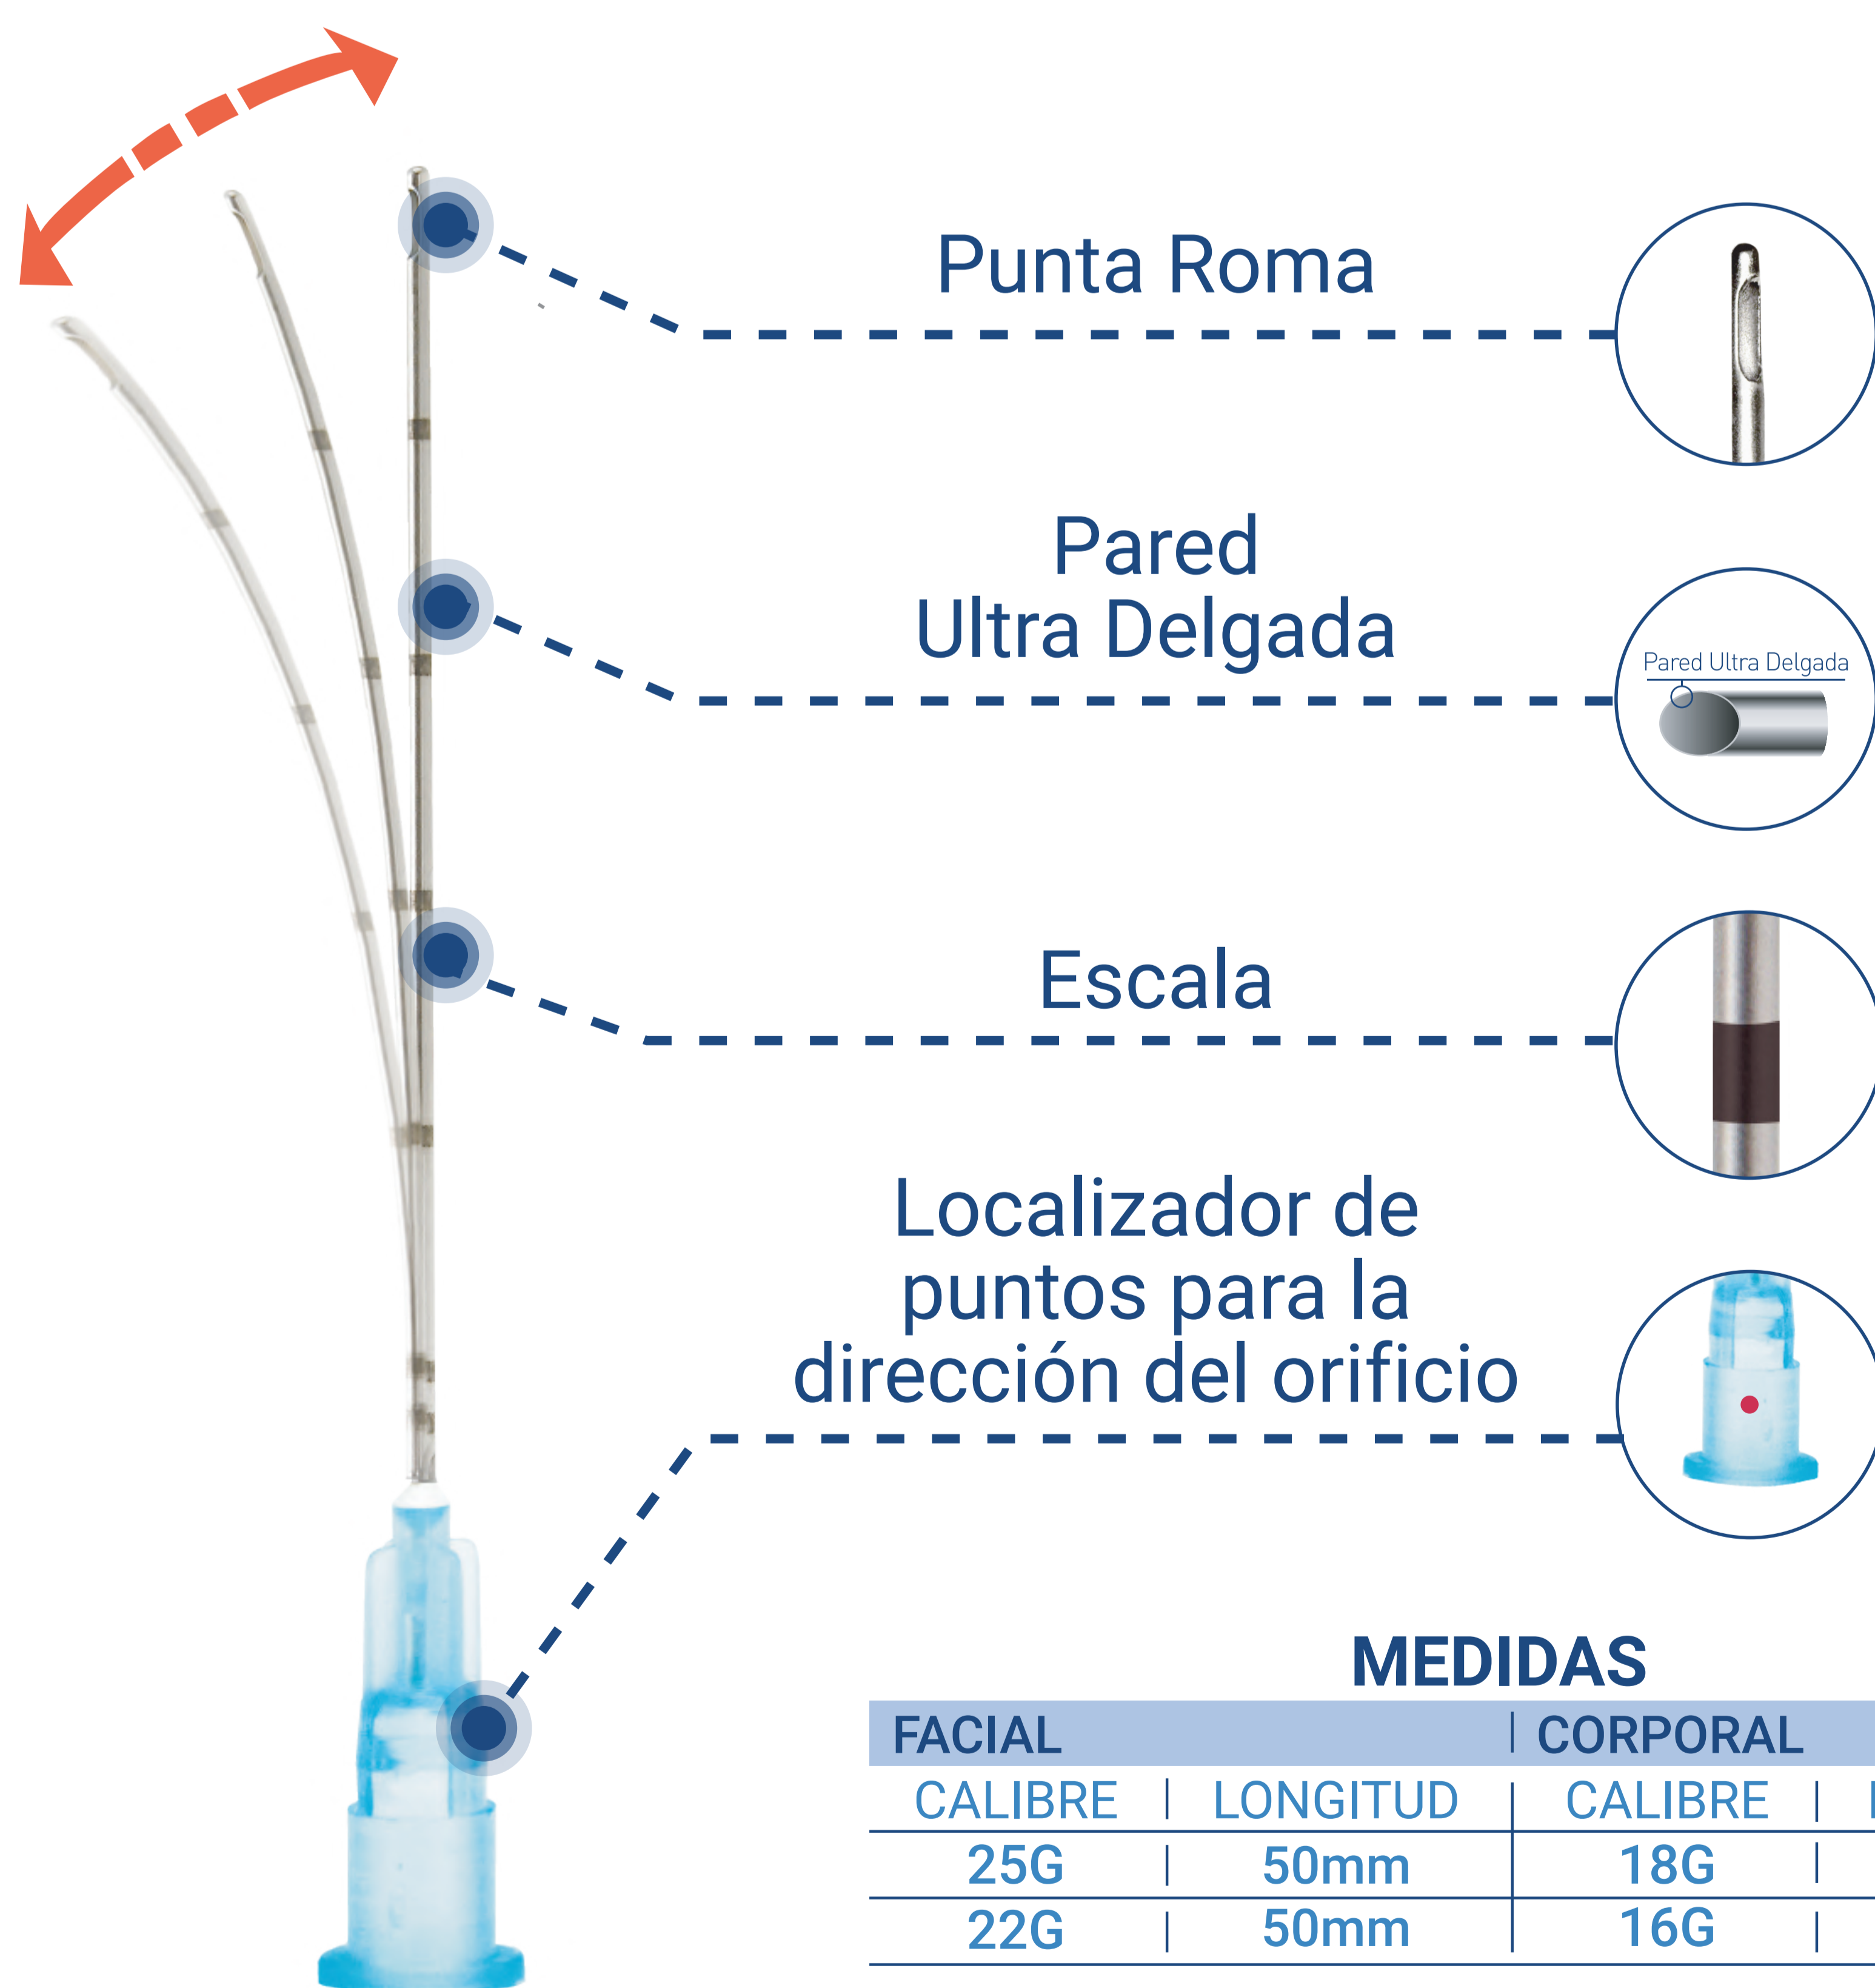 Punta Roma
Pared
Ultra Delgada
Pared Ultra Delgada
Escala
Localizador de
puntos para la
dirección del orificio
MEDIDAS
FACIAL | CORPORAL
CALIBRE | LONGITUD | CALIBRE |
25G | 50mm | 18G |
22G | 50mm | 16G |